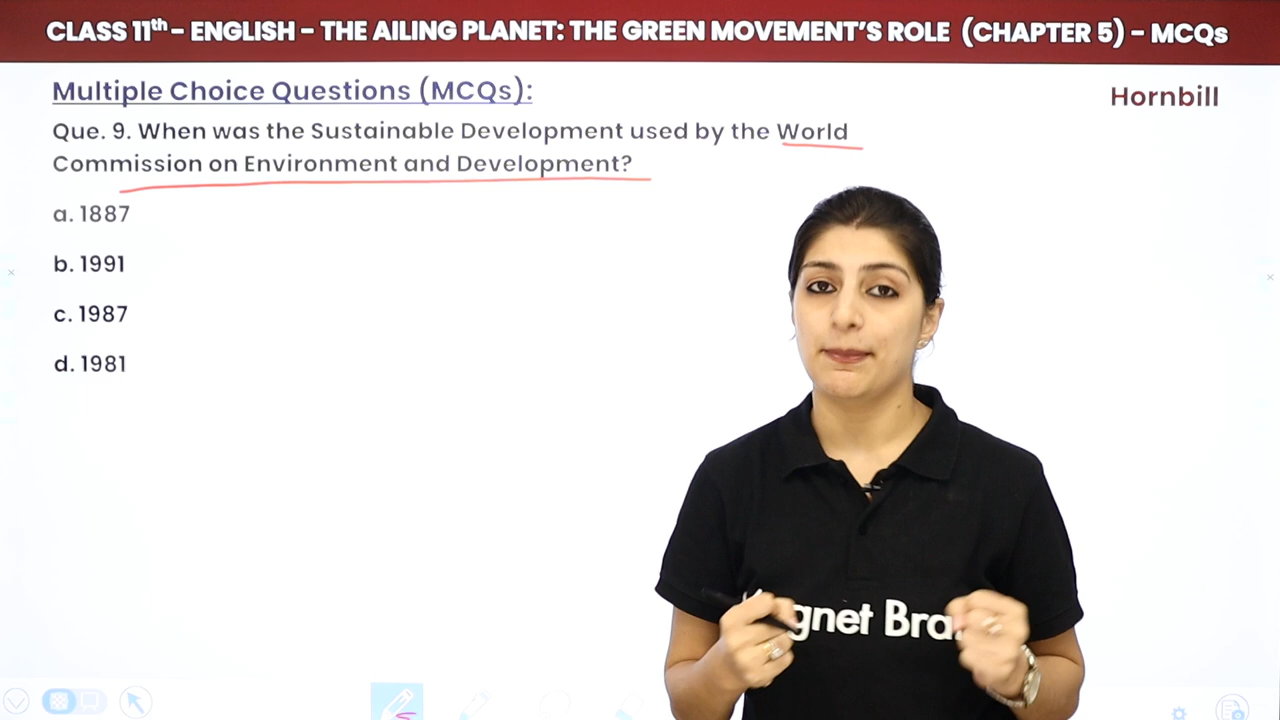 CLASS 11th – ENGLISH – THE AILING PLANET: THE GREEN MOVEMENT'S ROLE (CHAPTER 5) – MCQs
Multiple Choice Questions (MCQs):
Hornbill
Que. 9. When was the Sustainable Development used by the World
Commission on Environment and Development?
a. 1887
b. 1991
c. 1987
d. 1981